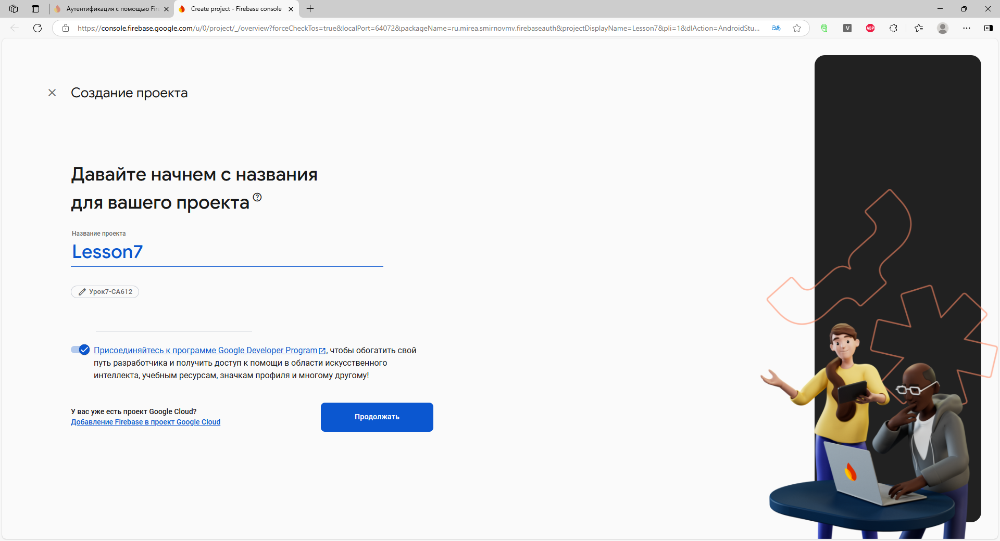 Аутентификация с помощью Fire
Create project - Firebase console
https://console.firebase.google.com/u/0/project/_/overview?forceCheckTos=true&localPort=64072&packageName=ru.mirea.smirnovmv.firebaseauth&projectDisplayName=Lesson7&pli=1&dlAction=AndroidStu...
аあ
V
ABP
Создание проекта
Давайте начнем с названия
для вашего проекта
Название проекта
Lesson7
Урок7-CA612
Присоединяйтесь к программе Google Developer Program, чтобы обогатить свой
путь разработчика и получить доступ к помощи в области искусственного
интеллекта, учебным ресурсам, значкам профиля и многому другому!
У вас уже есть проект Google Cloud?
Добавление Firebase в проект Google Cloud
Продолжать